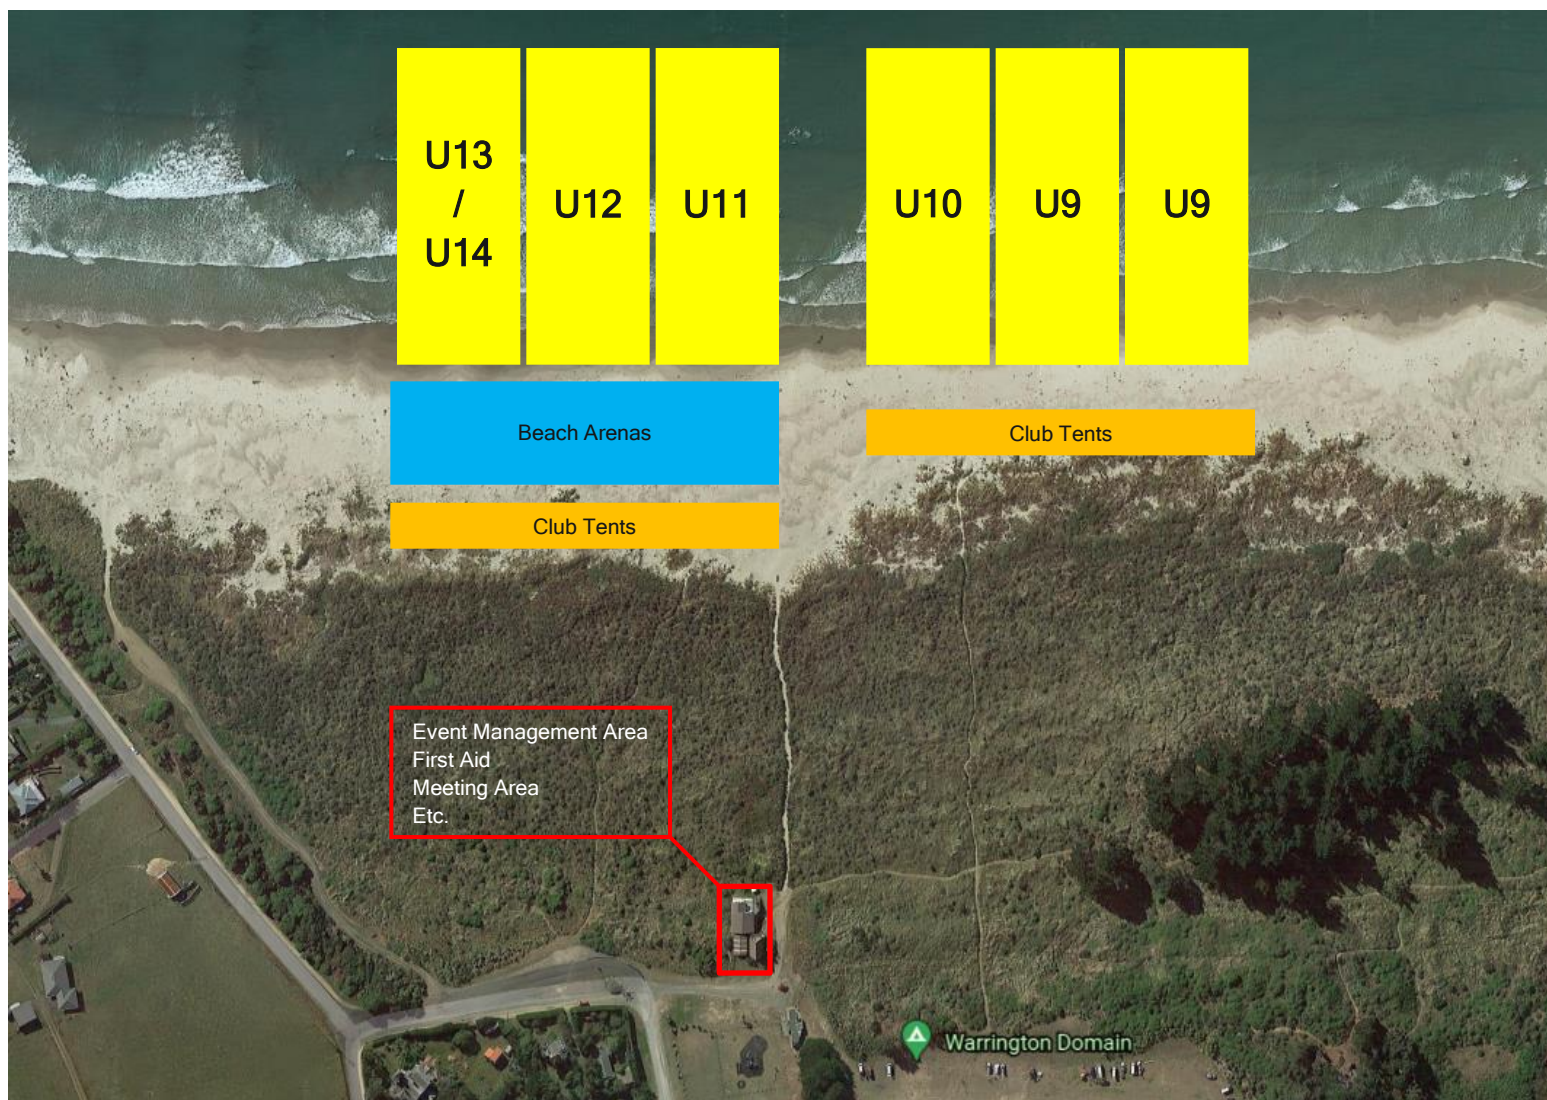 U13
/
U14
U12
U11
U10
U9
U9
Beach Arenas
Club Tents
Club Tents
Event Management Area
First Aid
Meeting Area
Etc.
Warrington Domain